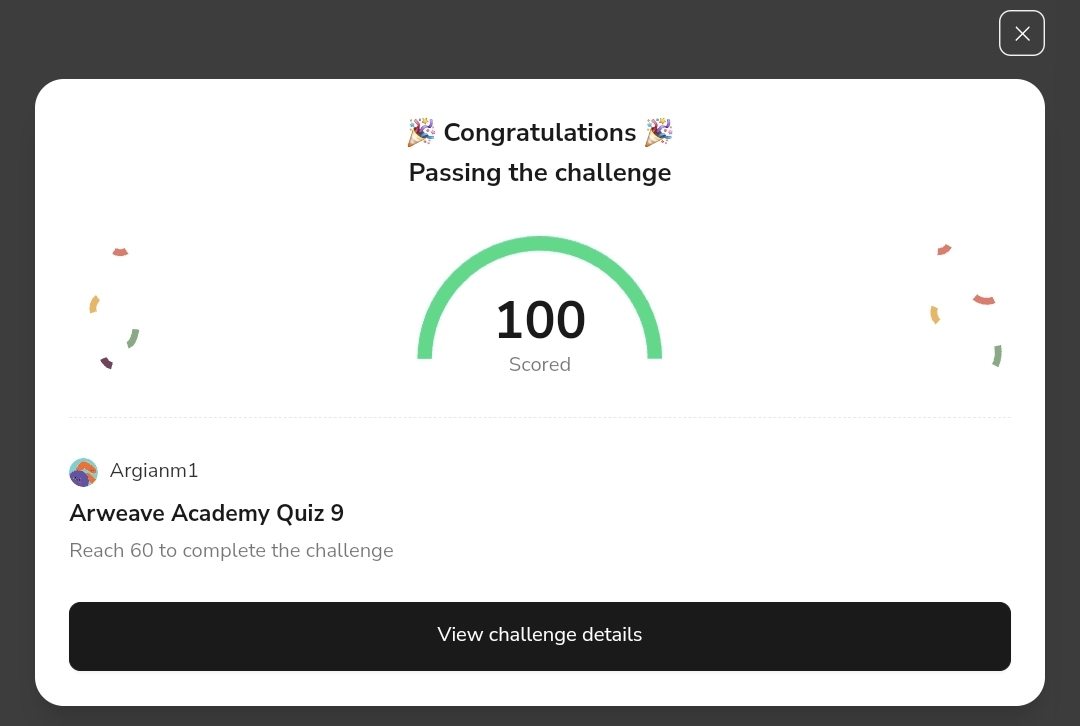 🎉 Congratulations 🎉
Passing the challenge
100
Scored
Argianm1
Arweave Academy Quiz 9
Reach 60 to complete the challenge
View challenge details